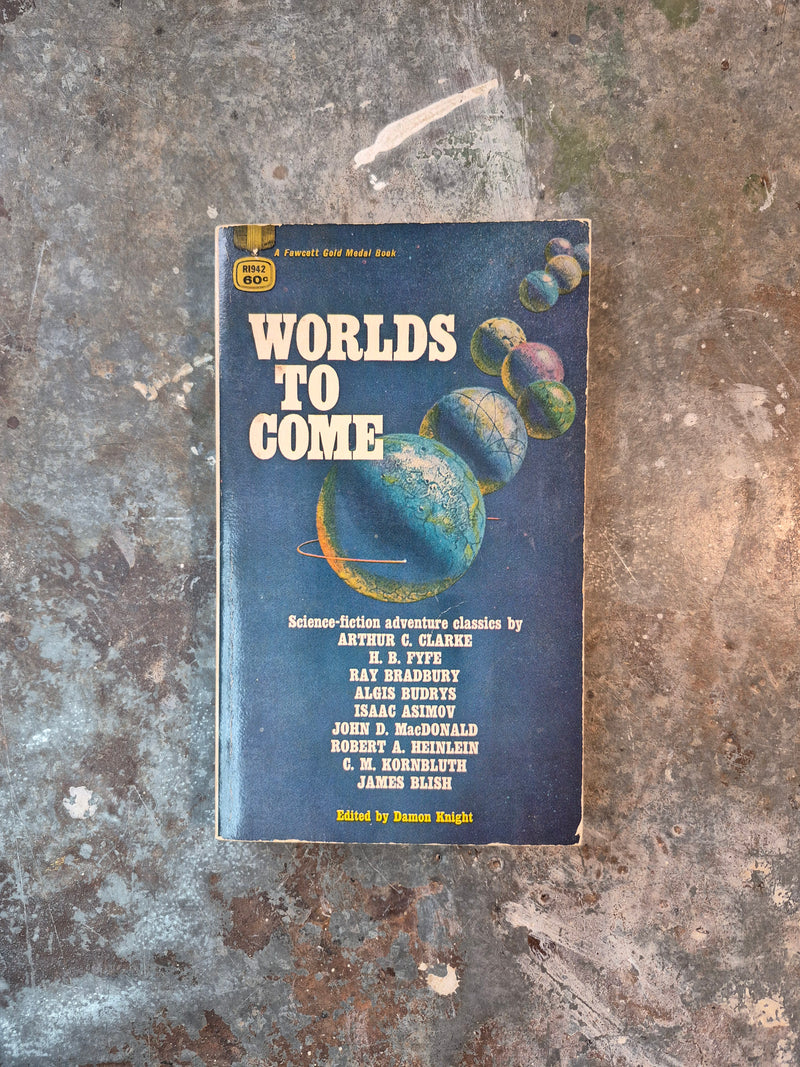 A Fawcett Gold Medal Book
R1942
60c
WORLDS
TO
COME
Science-fiction adventure classics by
ARTHUR C. CLARKE
H. B. FYFE
RAY BRADBURY
ALGIS BUDRYS
ISAAC ASIMOV
JOHN D. MacDONALD
ROBERT A. HEINLEIN
C. M. KORNBLUTH
JAMES BLISH
Edited by Damon Knight